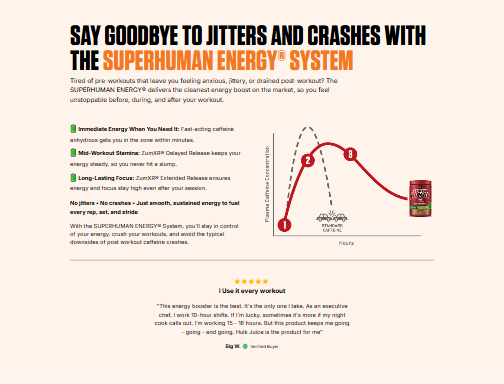 SAY GOODBYE TO JITTERS AND CRASHES WITH
THE SUPERHUMAN ENERGY® SYSTEM
Tired of pre-workouts that leave you feeling anxious, jittery, or drained post-workout? The
SUPERHUMAN ENERGY® delivers the cleanest energy boost on the market, so you feel
unstoppable before, during, and after your workout.
Immediate Energy When You Need It: Fast-acting caffeine
anhydrous gets you in the zone within minutes.
Mid-Workout Stamina: ZumXR® Delayed Release keeps your
energy steady, so you never hit a slump.
Long-Lasting Focus: ZumXR® Extended Release ensures
energy and focus stay high even after your session.
No jitters • No crashes • Just smooth, sustained energy to fuel
every rep, set, and stride
With the SUPERHUMAN ENERGY® System, you'll stay in control
of your energy, crush your workouts, and avoid the typical
downsides of post workout caffeine crashes.
Plasma Caffeine Concentration
1
2
3
STANDARD
CAFFEINE
Hours
I Use it every workout
"This energy booster is the best. It's the only one I take. As an executive
chef, I work 10-hour shifts. If I'm lucky, sometimes it's more if my night
cook calls out, I'm working 15 - 16 hours. But this product keeps me going
- going - and going, Hulk Juice is the product for me"
Big W. Verified Buyer